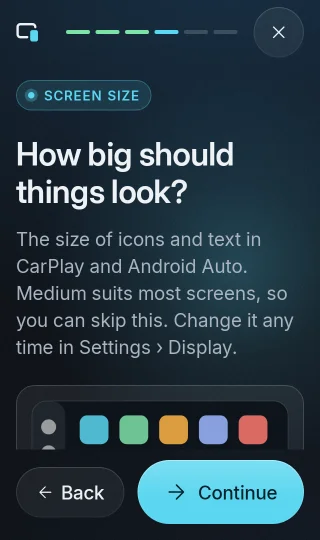 SCREEN SIZE
How big should
things look?
The size of icons and text in
CarPlay and Android Auto.
Medium suits most screens, so
you can skip this. Change it any
time in Settings › Display.
Back
Continue